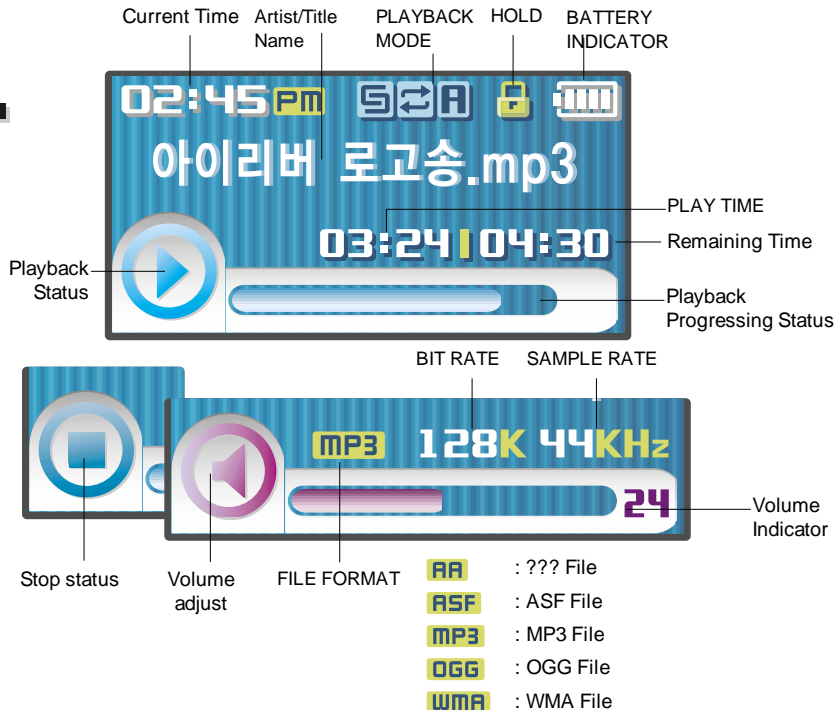 Current Time
Artist/Title
Name
PLAYBACK
MODE
HOLD
BATTERY
INDICATOR
02:45 PM
S A
아이리버 로고송.mp3
03:24 | 04:30
PLAY TIME
Remaining Time
Playback
Status
Playback
Progressing Status
BIT RATE
SAMPLE RATE
MP3 128K 44KHz
24
Volume
Indicator
Stop status
Volume
adjust
FILE FORMAT
AA : ??? File
ASF : ASF File
MP3 : MP3 File
OGG : OGG File
WMA : WMA File